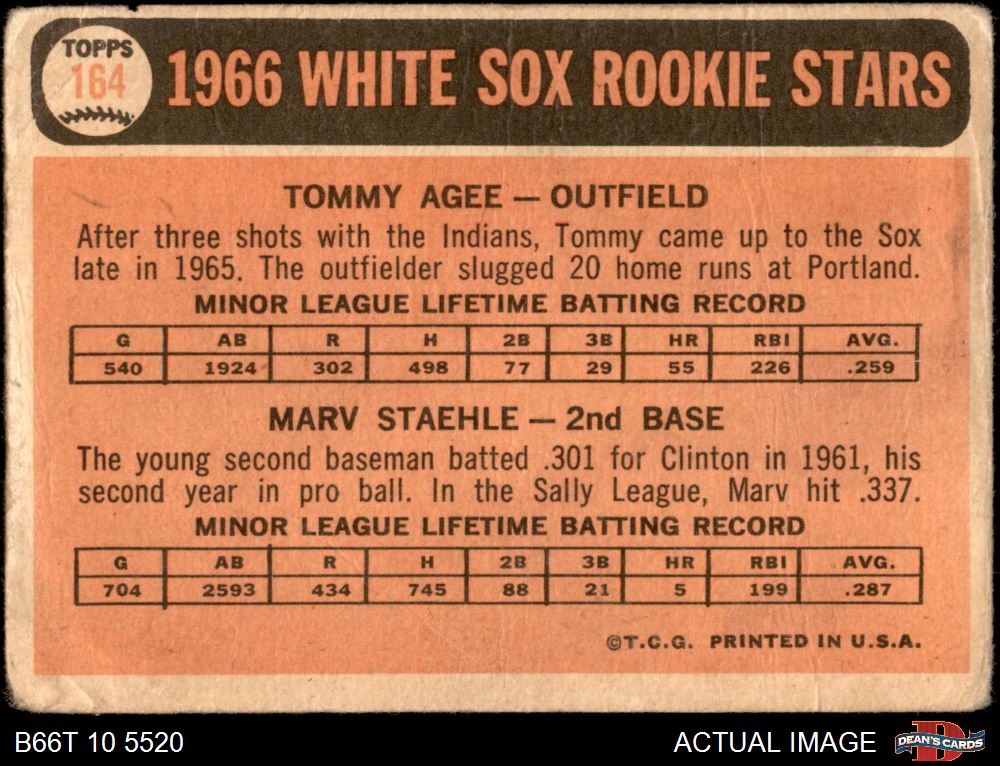 TOPPS
164
1966 WHITE SOX ROOKIE STARS
TOMMY AGEE — OUTFIELD
After three shots with the Indians, Tommy came up to the Sox
late in 1965. The outfielder slugged 20 home runs at Portland.
MINOR LEAGUE LIFETIME BATTING RECORD
G AB R H 2B 3B HR RBI AVG.
540 1924 302 498 77 29 55 226 .259
MARV STAEHLE — 2nd BASE
The young second baseman batted .301 for Clinton in 1961, his
second year in pro ball. In the Sally League, Marv hit .337.
MINOR LEAGUE LIFETIME BATTING RECORD
G AB R H 2B 3B HR RBI AVG.
704 2593 434 745 88 21 5 199 .287
©T.C.G. PRINTED IN U.S.A.
B66T 10 5520
ACTUAL IMAGE
DEAN'S CARDS